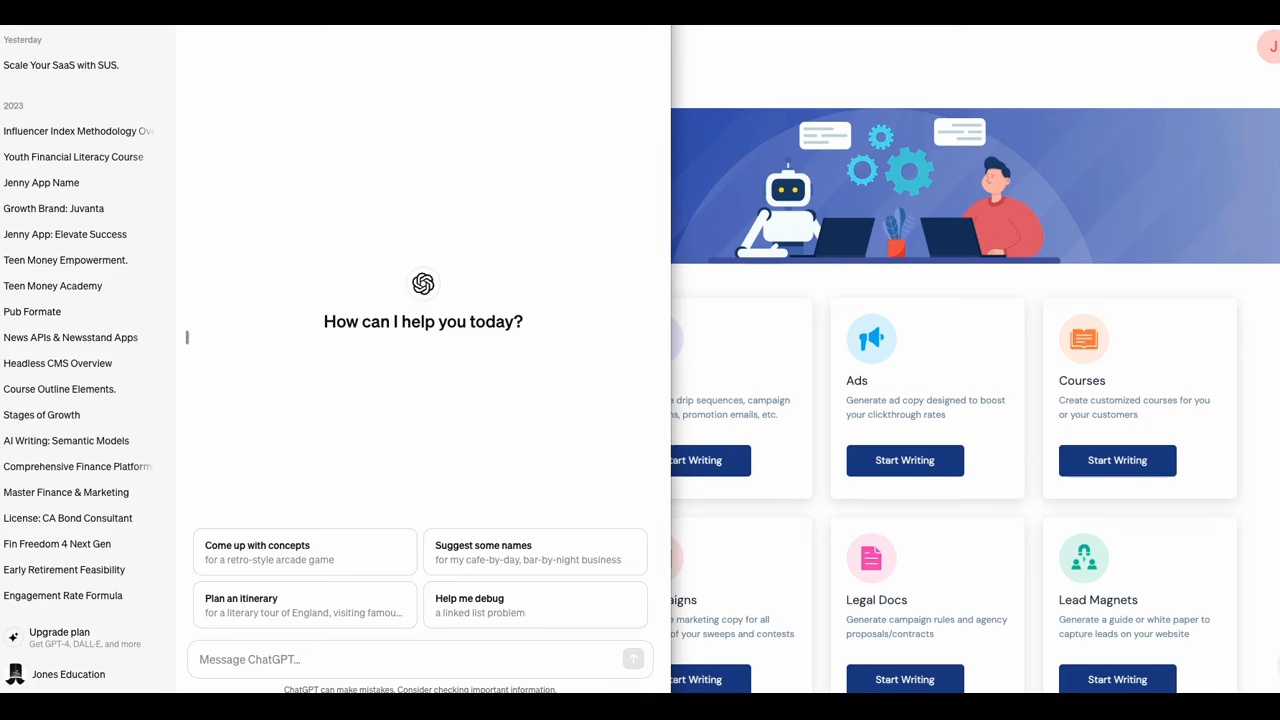 Yesterday
Scale Your SaaS with SUS.
2023
Influencer Index Methodology Ov
Youth Financial Literacy Course
Jenny App Name
Growth Brand: Juvanta
Jenny App: Elevate Success
Teen Money Empowerment.
Teen Money Academy
Pub Formate
News APIs & Newsstand Apps
Headless CMS Overview
Course Outline Elements.
Stages of Growth
AI Writing: Semantic Models
Comprehensive Finance Platform
Master Finance & Marketing
License: CA Bond Consultant
Fin Freedom 4 Next Gen
Early Retirement Feasibility
Engagement Rate Formula
Upgrade plan
Get GPT-4, DALL·E, and more
Jones Education
How can I help you today?
Come up with concepts
for a retro-style arcade game
Suggest some names
for my cafe-by-day, bar-by-night business
Plan an itinerary
for a literary tour of England, visiting famou...
Help me debug
a linked list problem
Message ChatGPT...
ChatGPT can make mistakes. Consider checking important information.
J
e drip sequences, campaign
ns, promotion emails, etc.
tart Writing
Ads
Generate ad copy designed to boost
your clickthrough rates
Start Writing
Courses
Create customized courses for you
or your customers
Start Writing
aigns
e marketing copy for all
of your sweeps and contests
tart Writing
Legal Docs
Generate campaign rules and agency
proposals/contracts
Start Writing
Lead Magnets
Generate a guide or white paper to
capture leads on your website
Start Writing